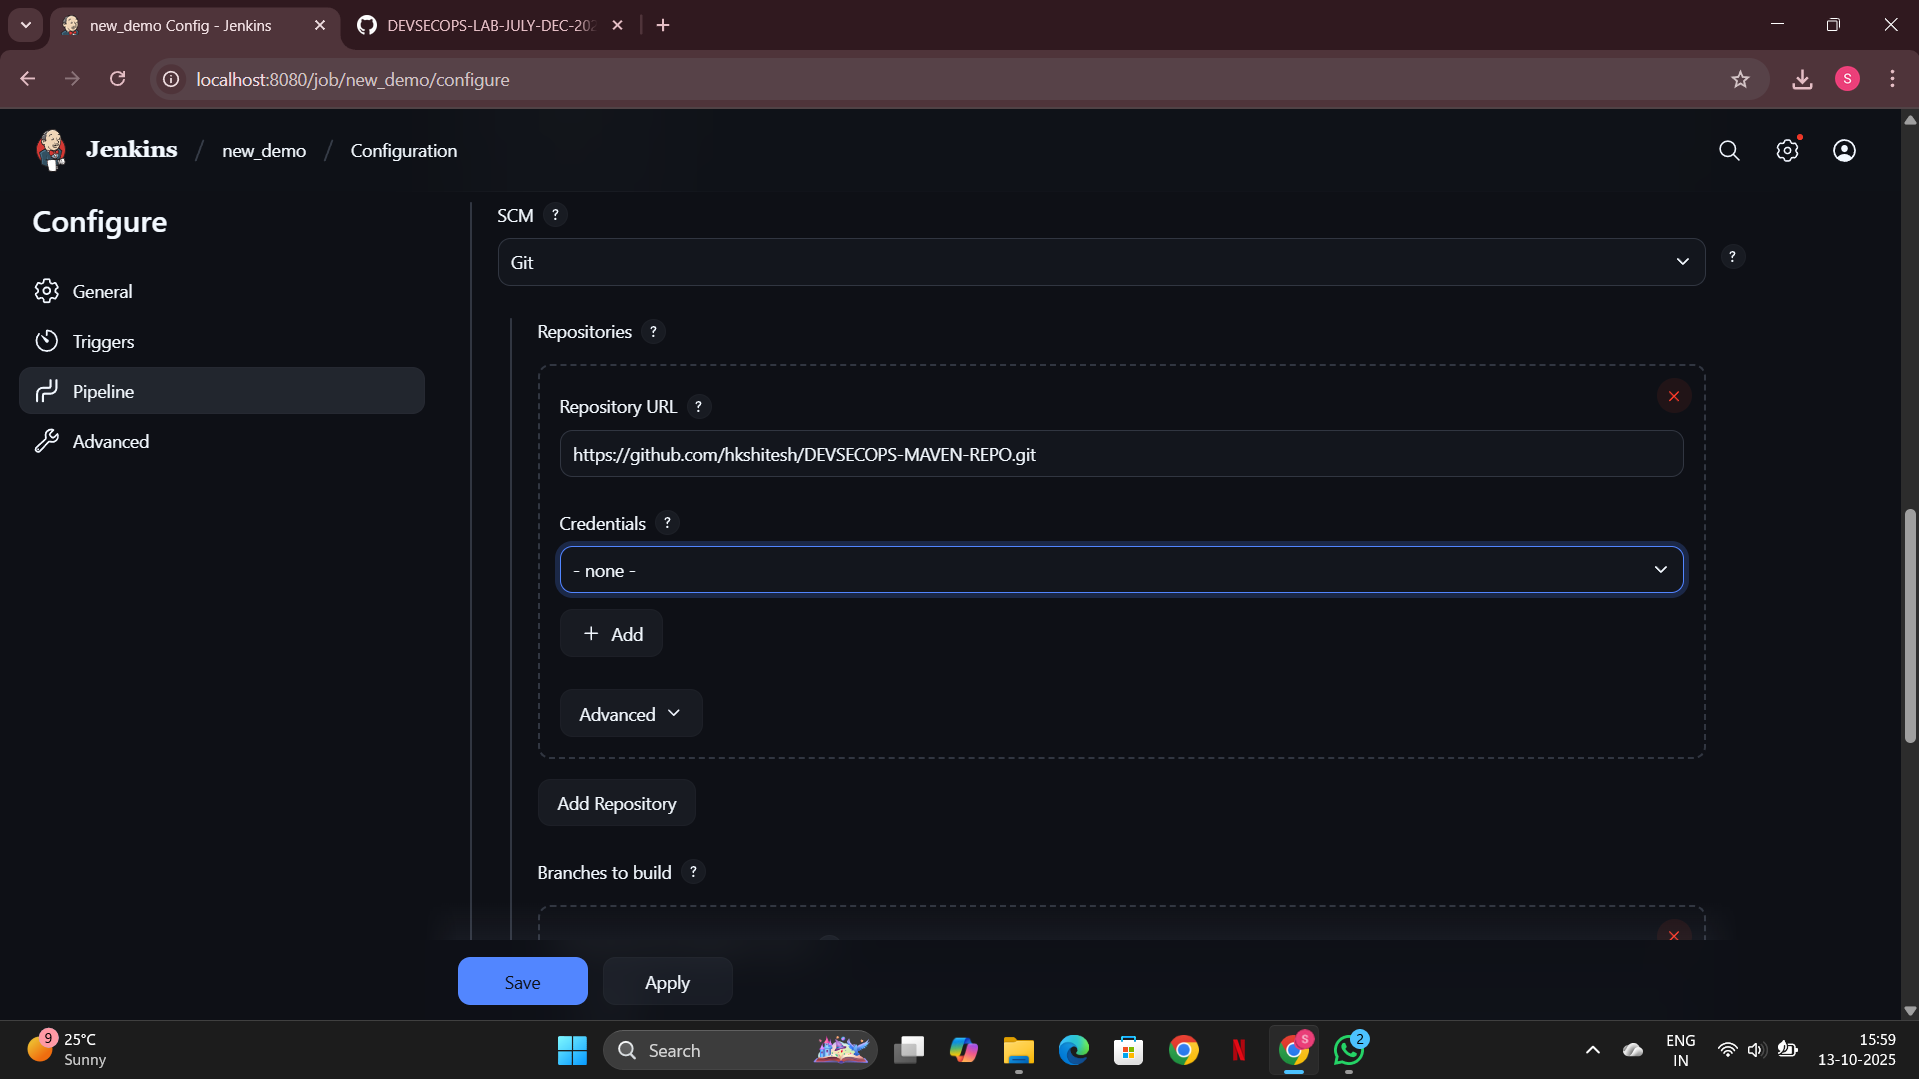 new_demo Config - Jenkins
DEVSECOPS-LAB-JULY-DEC-202
localhost:8080/job/new_demo/configure
S
Jenkins / new_demo / Configuration
Configure
General
Triggers
Pipeline
Advanced
SCM ?
Git
?
Repositories ?
Repository URL ?
https://github.com/hkshitesh/DEVSECOPS-MAVEN-REPO.git
Credentials ?
- none -
+ Add
Advanced
Add Repository
Branches to build ?
Save
Apply
9
25°C
Sunny
Search
N
S
2
ENG
IN
15:59
13-10-2025